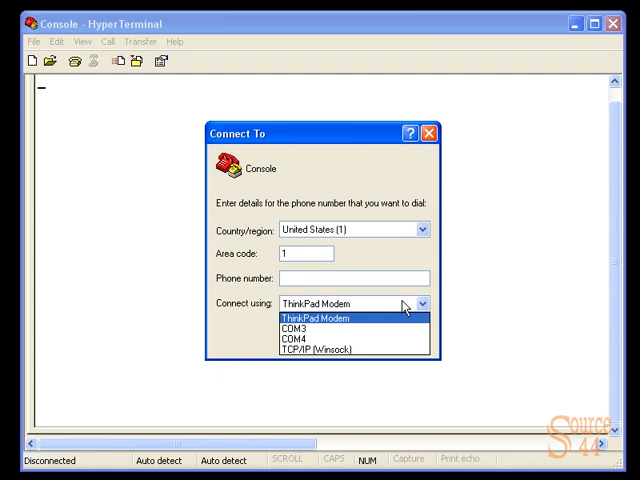 Console - HyperTerminal
File Edit View Call Transfer Help
Connect To
Console
Enter details for the phone number that you want to dial:
Country/region: United States (1)
Area code: 1
Phone number:
Connect using: ThinkPad Modem
ThinkPad Modem
COM3
COM4
TCP/IP (Winsock)
Source
44
Disconnected Auto detect Auto detect SCROLL CAPS NUM Capture Print echo